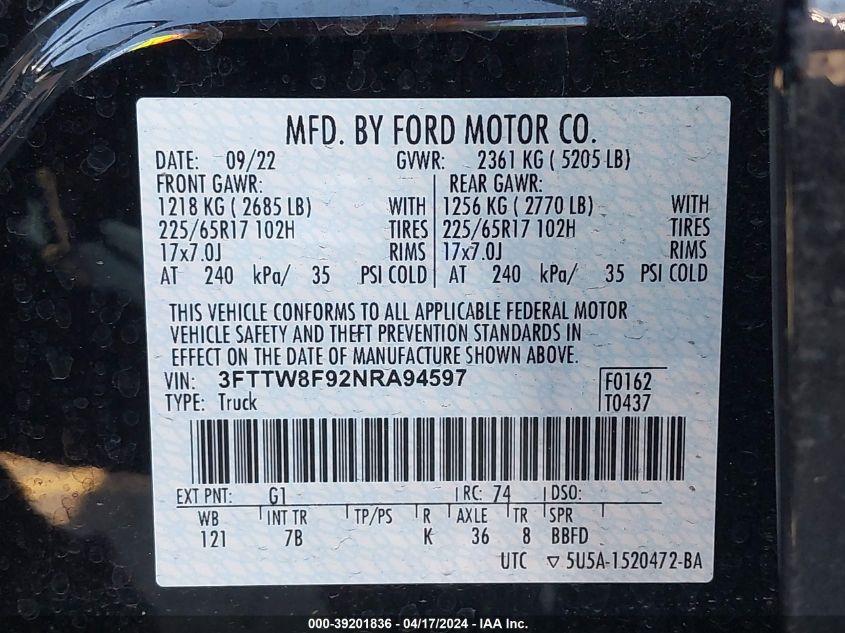 MFD. BY FORD MOTOR CO.
DATE: 09/22 GVWR: 2361 KG ( 5205 LB)
FRONT GAWR: REAR GAWR:
1218 KG ( 2685 LB) WITH 1256 KG ( 2770 LB) WITH
225/65R17 102H TIRES 225/65R17 102H TIRES
17x7.0J RIMS 17x7.0J RIMS
AT 240 kPa/ 35 PSI COLD AT 240 kPa/ 35 PSI COLD
THIS VEHICLE CONFORMS TO ALL APPLICABLE FEDERAL MOTOR
VEHICLE SAFETY AND THEFT PREVENTION STANDARDS IN
EFFECT ON THE DATE OF MANUFACTURE SHOWN ABOVE.
VIN: 3FTTW8F92NRA94597 F0162
TYPE: Truck T0437
EXT PNT: G1 RC: 74 DSO:
WB INT TR TP/PS R AXLE TR SPR
121 7B K 36 8 BBFD
UTC ▽ 5U5A-1520472-BA
000-39201836 - 04/17/2024 - IAA Inc.